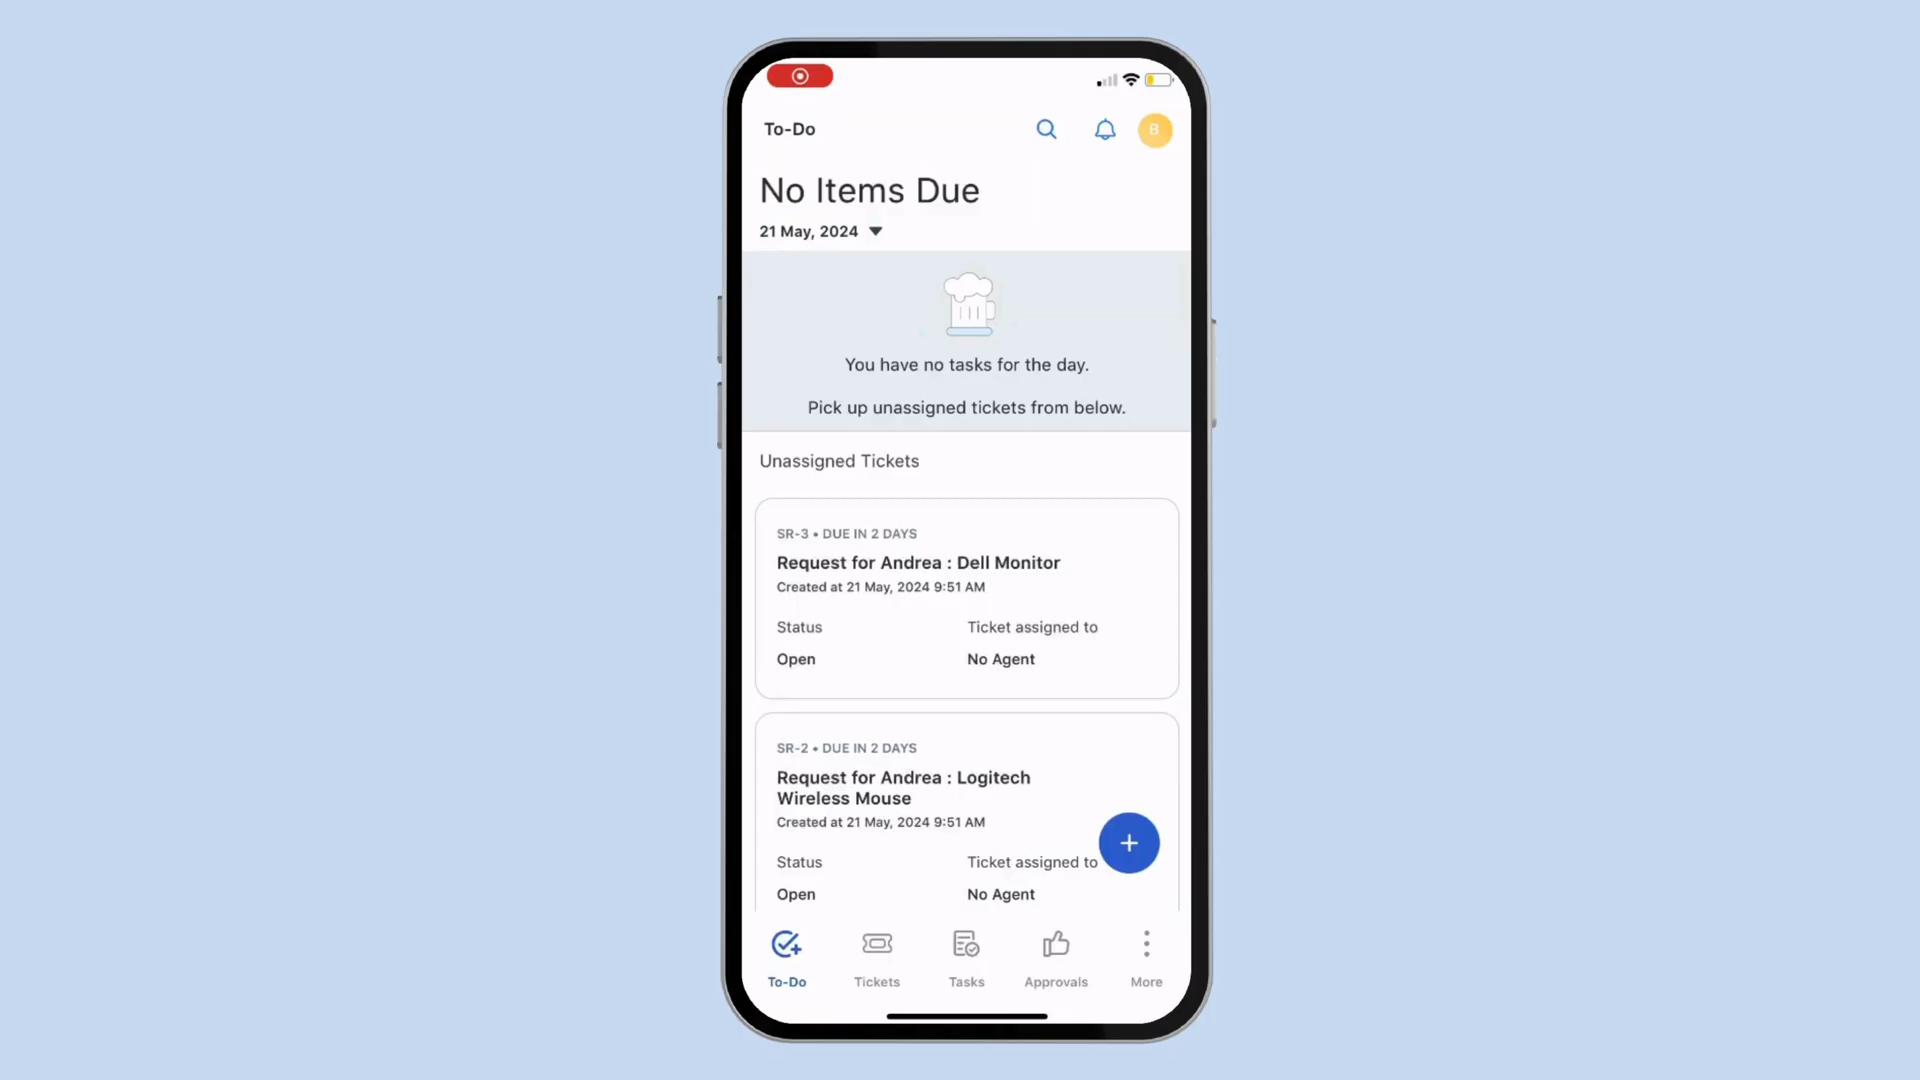 To-Do
B
No Items Due
21 May, 2024
You have no tasks for the day.
Pick up unassigned tickets from below.
Unassigned Tickets
SR-3 • DUE IN 2 DAYS
Request for Andrea : Dell Monitor
Created at 21 May, 2024 9:51 AM
Status
Ticket assigned to
Open
No Agent
SR-2 • DUE IN 2 DAYS
Request for Andrea : Logitech
Wireless Mouse
Created at 21 May, 2024 9:51 AM
Status
Ticket assigned to
Open
No Agent
To-Do
Tickets
Tasks
Approvals
More